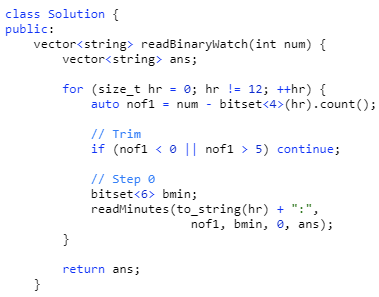 class Solution {
public:
    vector<string> readBinaryWatch(int num) {
        vector<string> ans;

        for (size_t hr = 0; hr != 12; ++hr) {
            auto nof1 = num - bitset<4>(hr).count();

            // Trim
            if (nof1 < 0 || nof1 > 5) continue;

            // Step 0
            bitset<6> bmin;
            readMinutes(to_string(hr) + ":",
                        nof1, bmin, 0, ans);
        }

        return ans;
    }